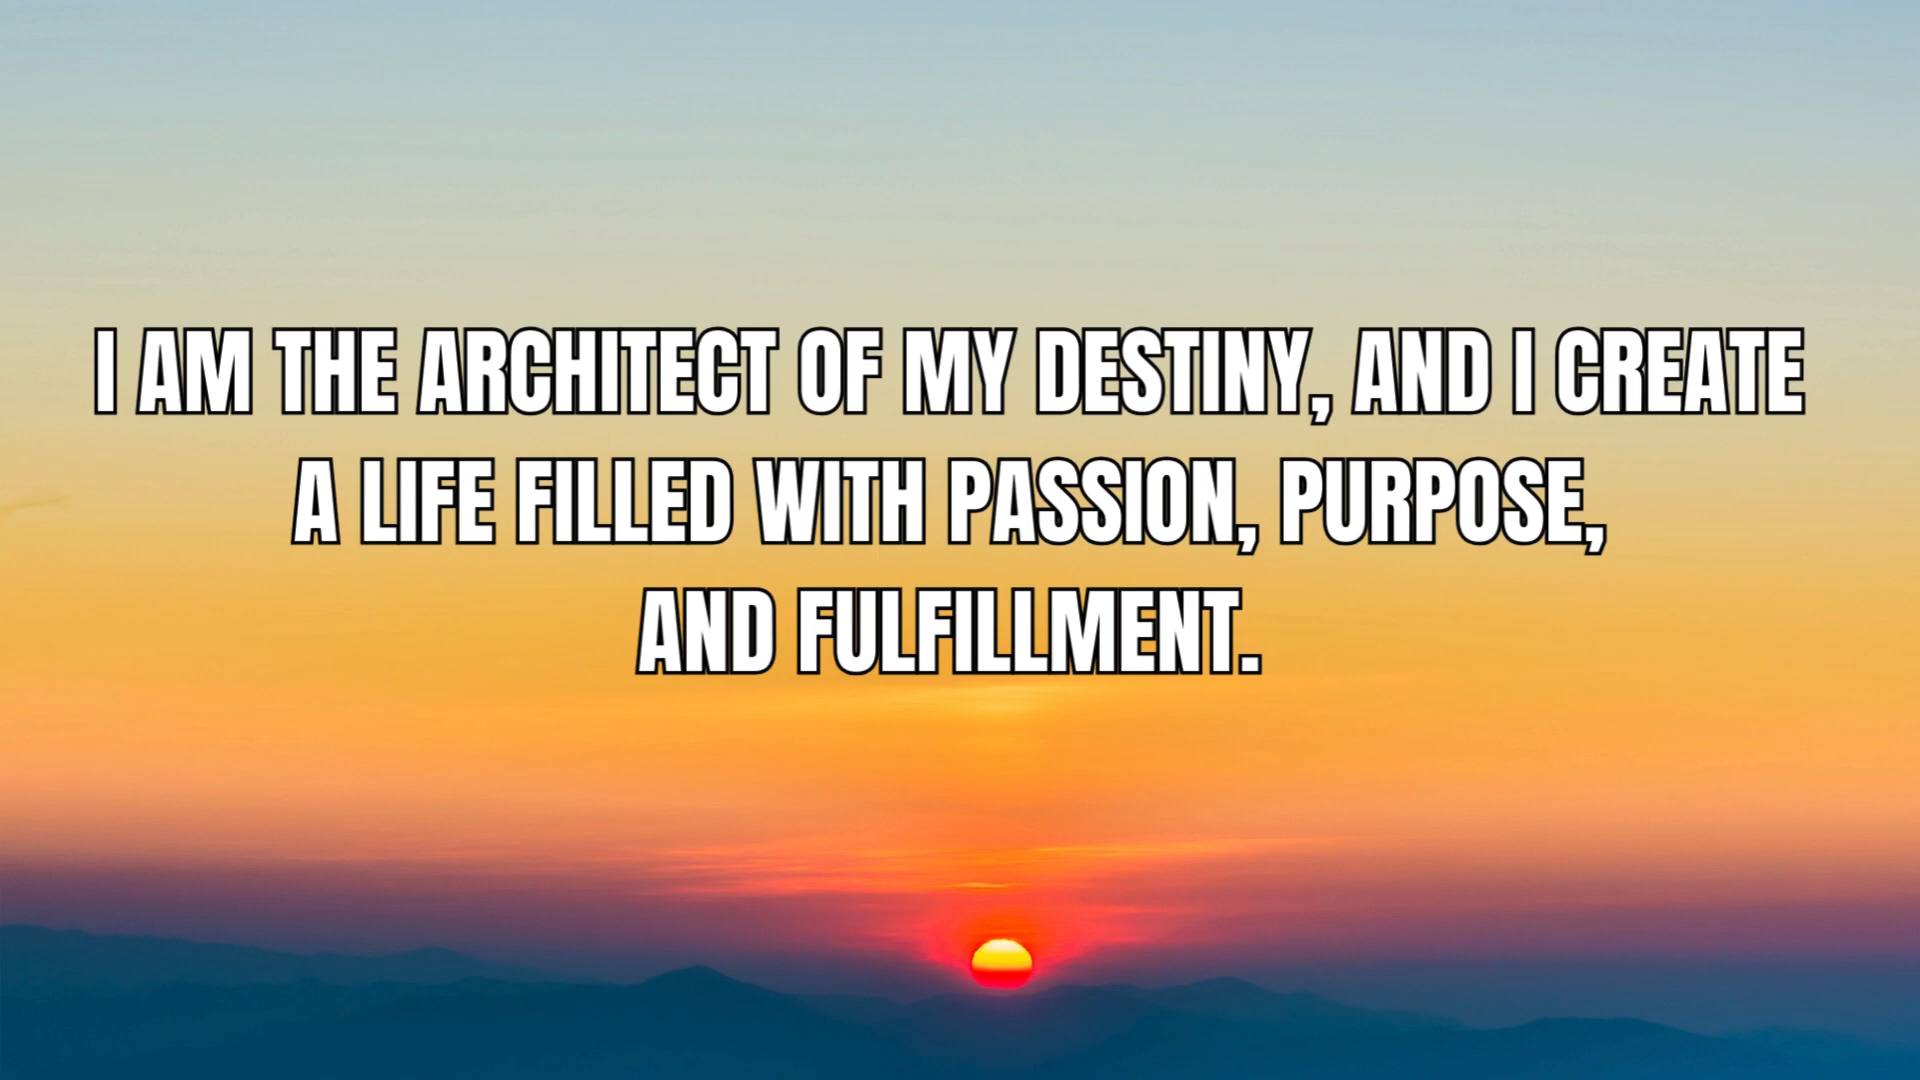 I AM THE ARCHITECT OF MY DESTINY, AND I CREATE
A LIFE FILLED WITH PASSION, PURPOSE,
AND FULFILLMENT.